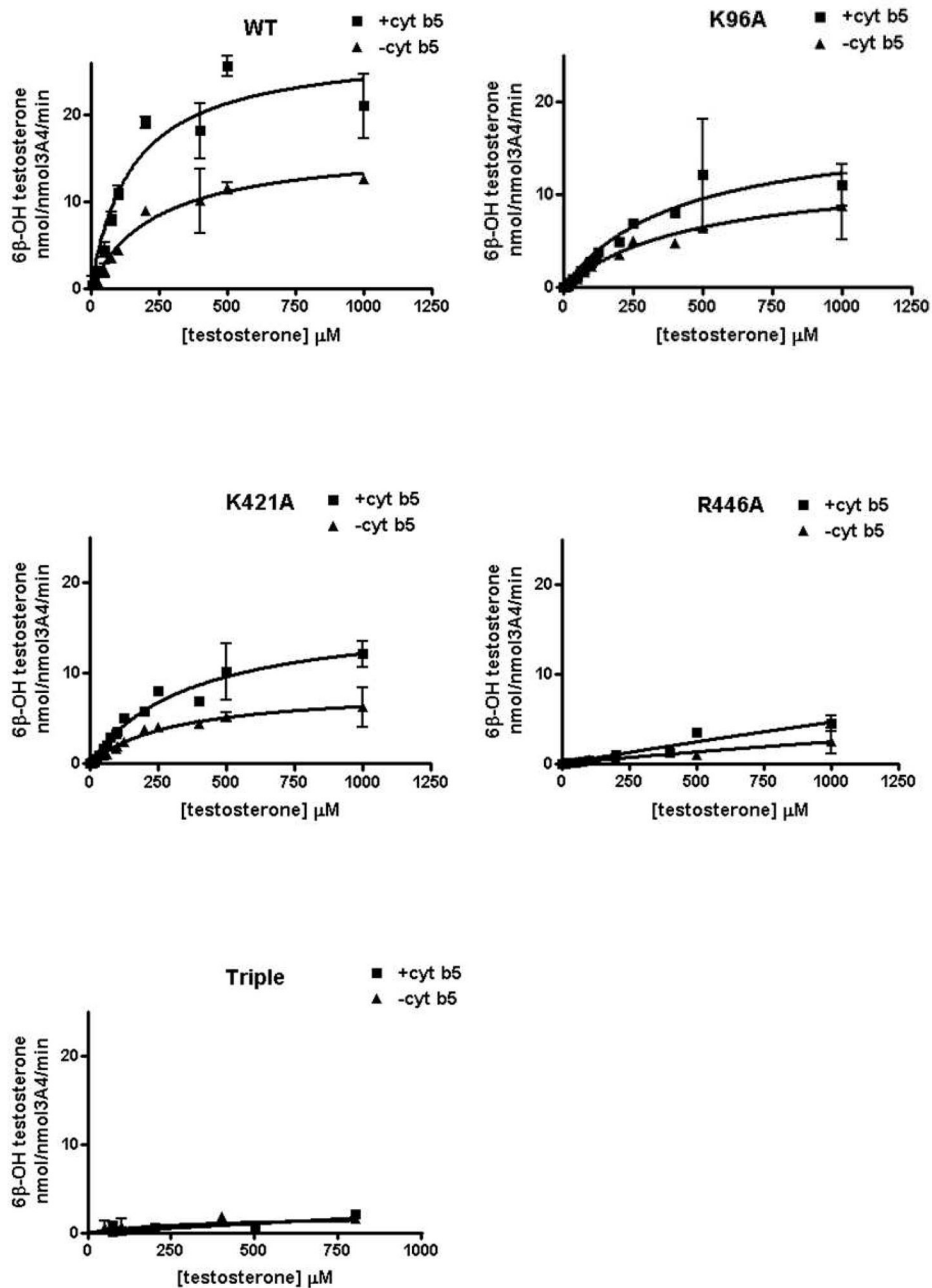 WT
■ +cyt b5
▲ -cyt b5
6β-OH testosterone
nmol/nmol3A4/min
20
10
0
0 250 500 750 1000 1250
[testosterone] µM
K96A
■ +cyt b5
▲ -cyt b5
6β-OH testosterone
nmol/nmol3A4/min
20
10
0
0 250 500 750 1000 1250
[testosterone] µM
K421A
■ +cyt b5
▲ -cyt b5
6β-OH testosterone
nmol/nmol3A4/min
20
10
0
0 250 500 750 1000 1250
[testosterone] µM
R446A
■ +cyt b5
▲ -cyt b5
6β-OH testosterone
nmol/nmol3A4/min
20
10
0
0 250 500 750 1000 1250
[testosterone] µM
Triple
■ +cyt b5
▲ -cyt b5
6β-OH testosterone
nmol/nmol3A4/min
20
10
0
0 250 500 750 1000
[testosterone] µM